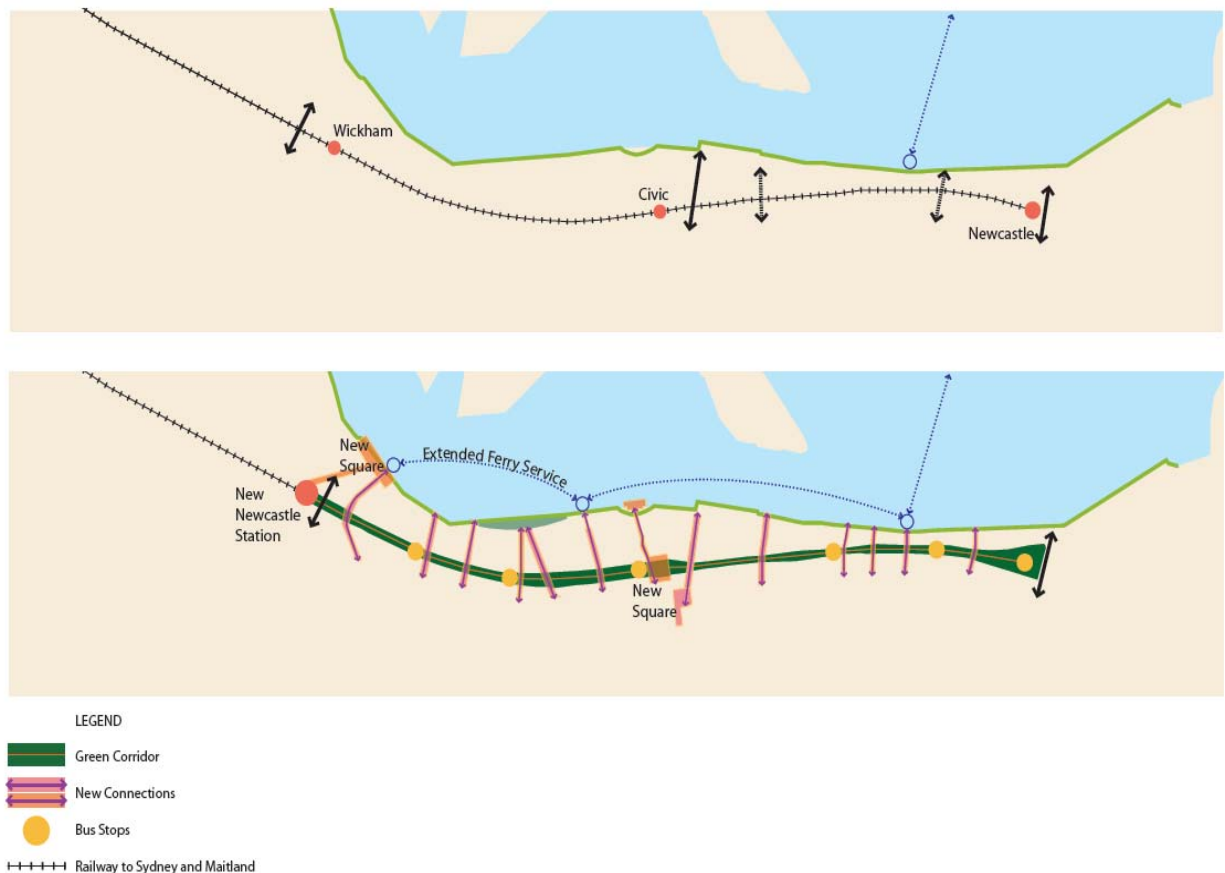 Wickham
Civic
Newcastle
New
Square
Extended Ferry Service
New
Newcastle
Station
New
Square
LEGEND
Green Corridor
New Connections
Bus Stops
Railway to Sydney and Maitland